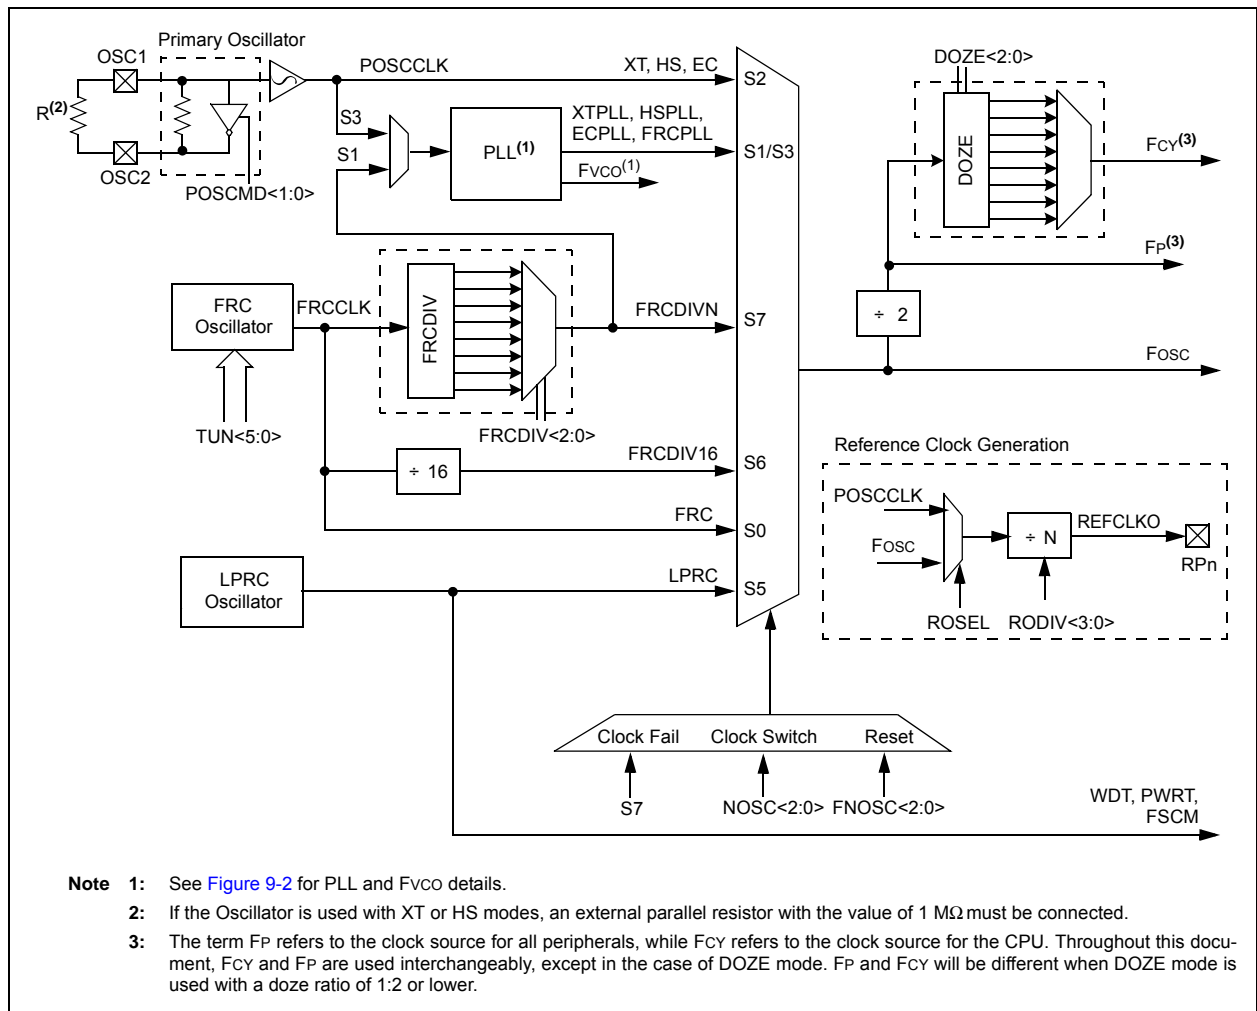 Primary Oscillator
OSC1
POSCCLK
XT, HS, EC
S2
DOZE<2:0>
R(2)
S3
XTPLL, HSPLL,
ECPLL, FRCPLL
PLL(1)
S1/S3
S1
FVCO(1)
OSC2
POSCMD<1:0>
DOZE
FCY(3)
FP(3)
FRC
Oscillator
FRCCLK
FRCDIV
FRCDIVN
S7
÷ 2
FOSC
TUN<5:0>
FRCDIV<2:0>
÷ 16
FRCDIV16
S6
FRC
S0
LPRC
Oscillator
LPRC
S5
Reference Clock Generation
POSCCLK
FOSC
÷ N
REFCLKO
RPn
ROSEL
RODIV<3:0>
Clock Fail
Clock Switch
Reset
S7
NOSC<2:0>
FNOSC<2:0>
WDT, PWRT,
FSCM
Note 1: See Figure 9-2 for PLL and FVCO details.
2: If the Oscillator is used with XT or HS modes, an external parallel resistor with the value of 1 MΩ must be connected.
3: The term FP refers to the clock source for all peripherals, while FCY refers to the clock source for the CPU. Throughout this docu-
ment, FCY and FP are used interchangeably, except in the case of DOZE mode. FP and FCY will be different when DOZE mode is
used with a doze ratio of 1:2 or lower.